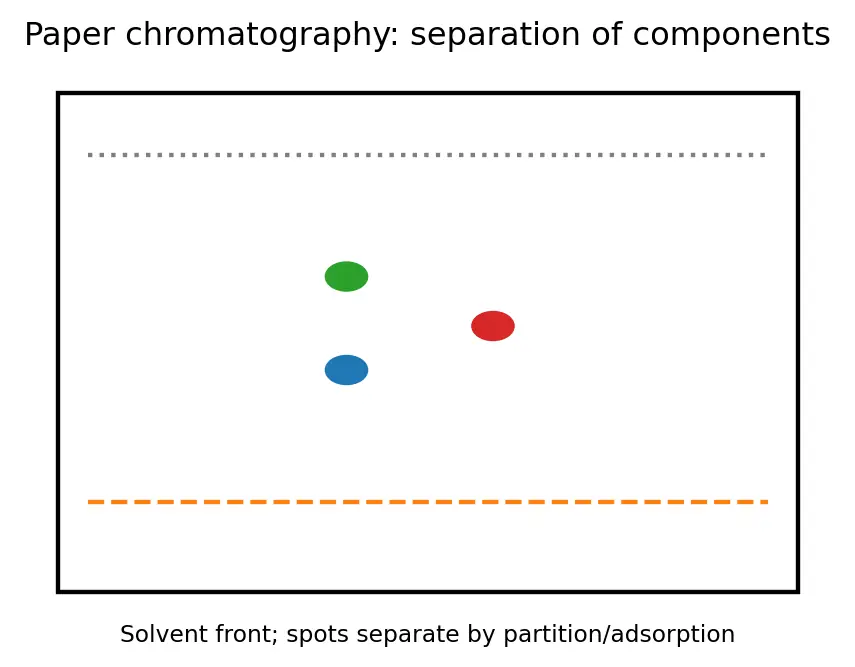 Paper chromatography: separation of components
Solvent front; spots separate by partition/adsorption